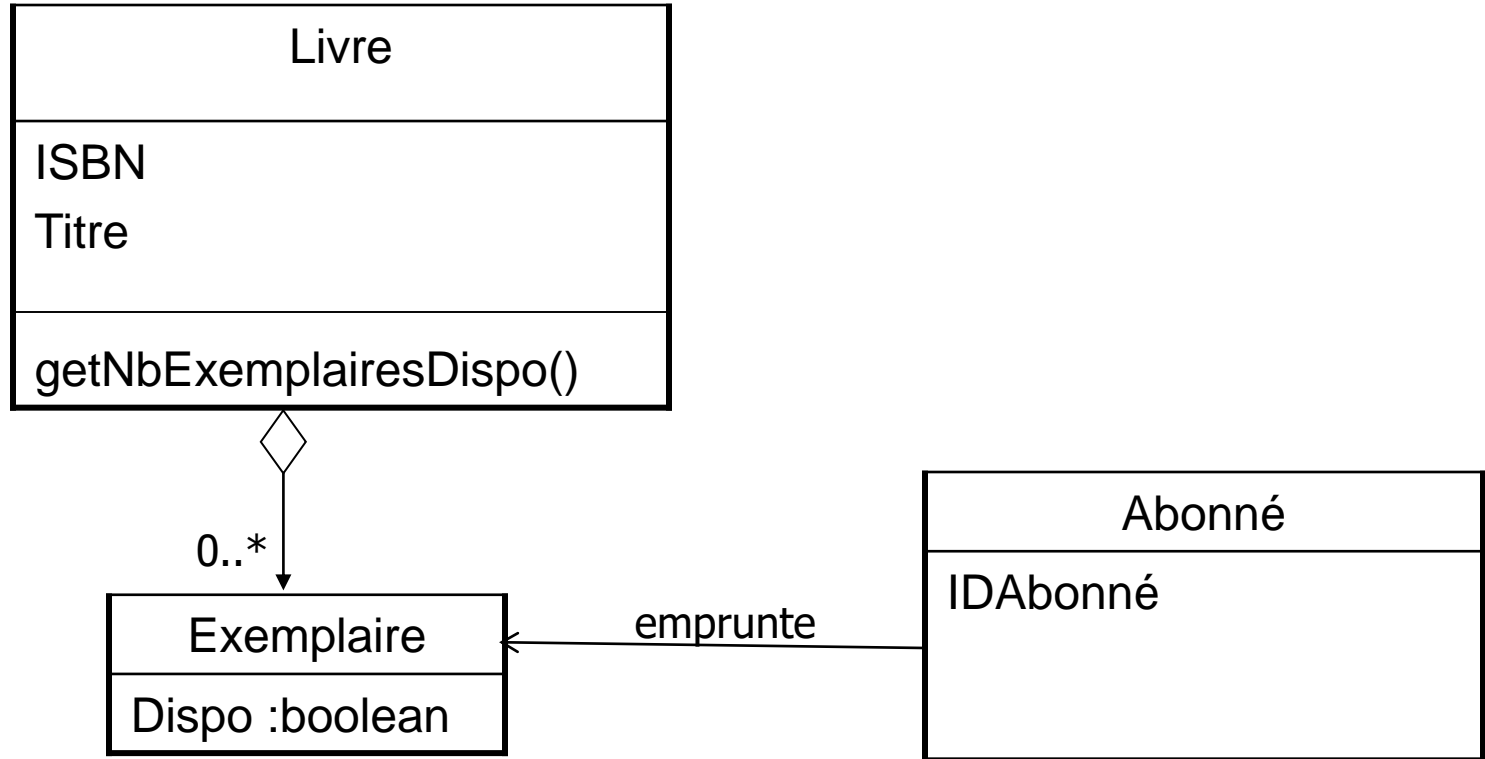 Livre
ISBN
Titre
getNbExemplairesDispo()
0..*
Exemplaire
Dispo :boolean
emprunte
Abonné
IDAbonné